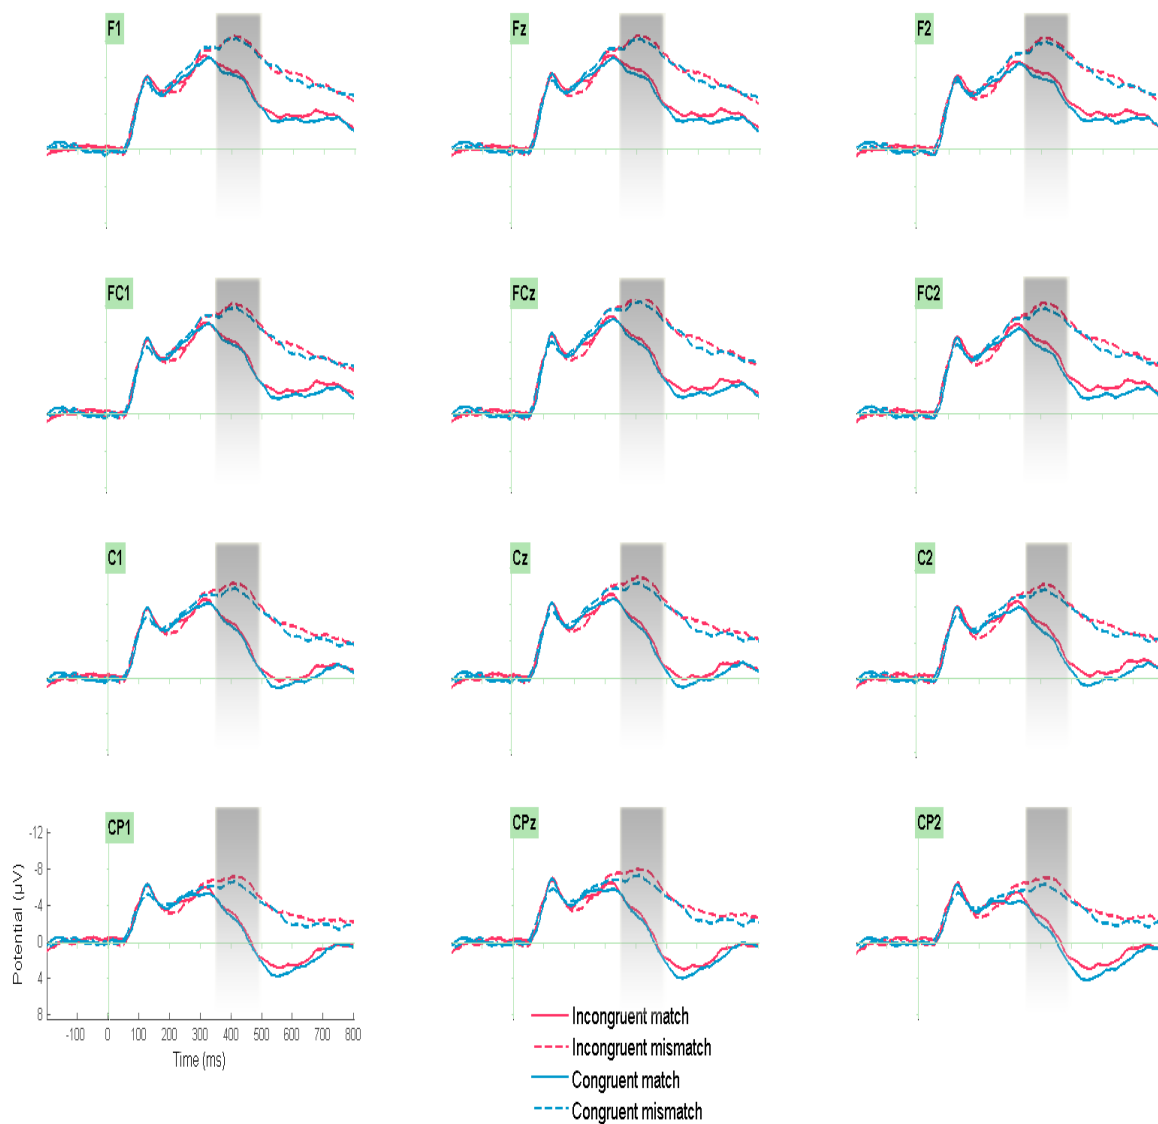 F1
Fz
F2
FC1
FCz
FC2
C1
Cz
C2
CP1
CPz
CP2
-12
-8
-4
0
4
8
Potential (µV)
-100 0 100 200 300 400 500 600 700 800
Time (ms)
Incongruent match
Incongruent mismatch
Congruent match
Congruent mismatch